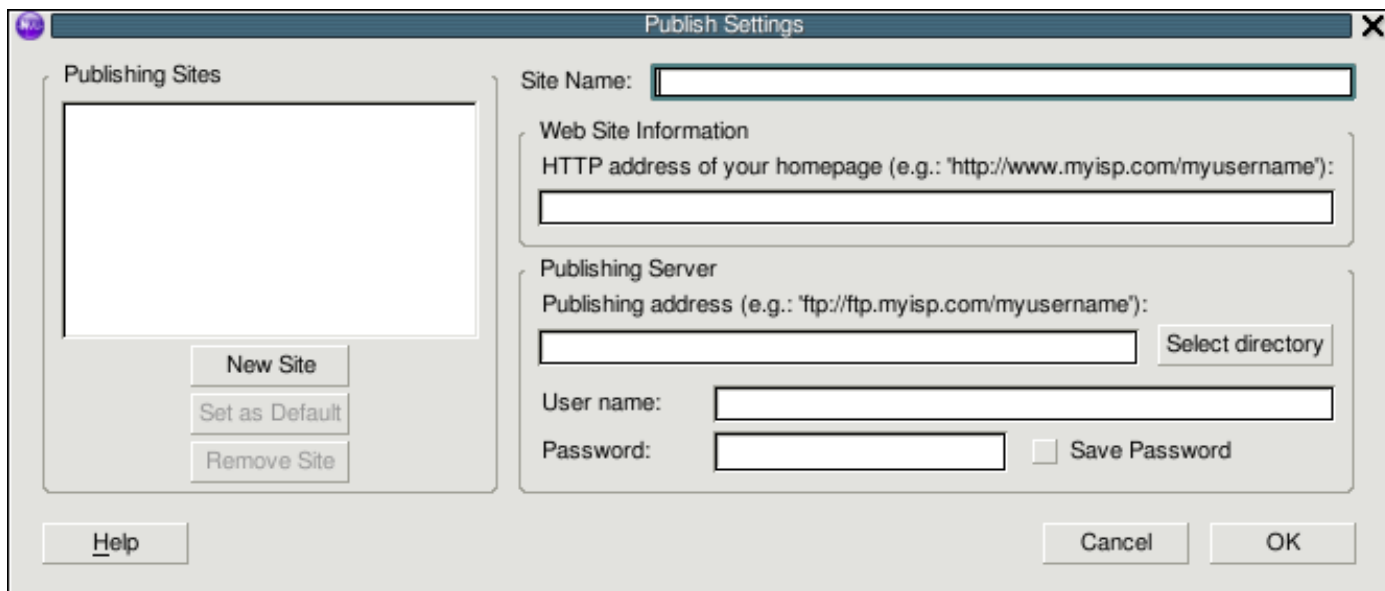 Publish Settings
Publishing Sites
New Site
Set as Default
Remove Site
Site Name:
Web Site Information
HTTP address of your homepage (e.g.: 'http://www.myisp.com/myusername'):
Publishing Server
Publishing address (e.g.: 'ftp://ftp.myisp.com/myusername'):
Select directory
User name:
Password:
Save Password
Help
Cancel
OK